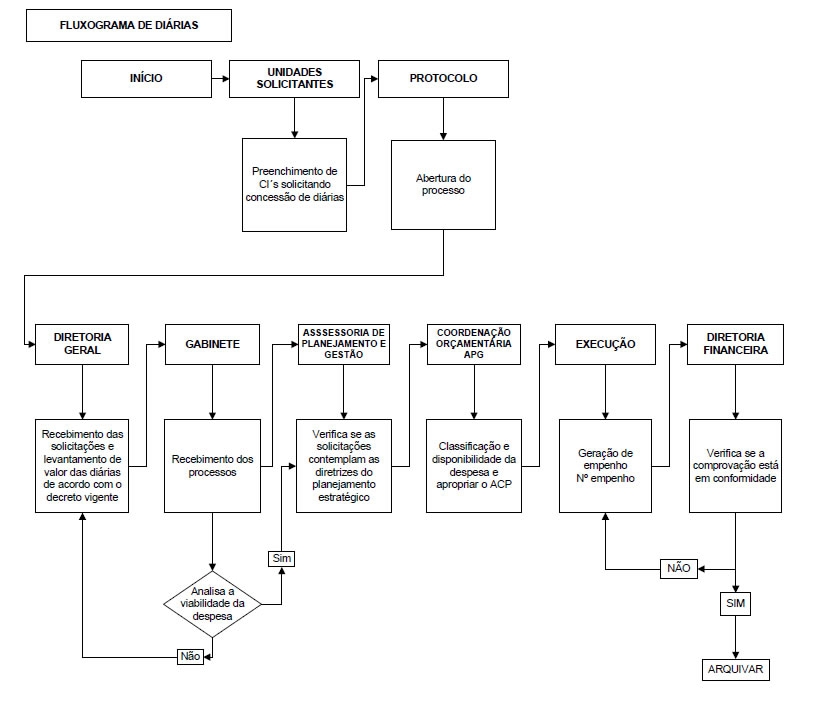 FLUXOGRAMA DE DIÁRIAS
INÍCIO
UNIDADES
SOLICITANTES
PROTOCOLO
Preenchimento de
CI´s solicitando
concessão de diárias
Abertura do
processo
DIRETORIA
GERAL
GABINETE
ASSSESSORIA DE
PLANEJAMENTO E
GESTÃO
COORDENAÇÃO
ORÇAMENTÁRIA
APG
EXECUÇÃO
DIRETORIA
FINANCEIRA
Recebimento das
solicitações e
levantamento de
valor das diárias
de acordo com o
decreto vigente
Recebimento dos
processos
Verifica se as
solicitações
contemplam as
diretrizes do
planejamento
estratégico
Classificação e
disponibilidade da
despesa e
apropriar o ACP
Geração de
empenho
Nº empenho
Verifica se a
comprovação está
em conformidade
Sim
Analisa a
viabilidade da
despesa
Não
NÃO
SIM
ARQUIVAR